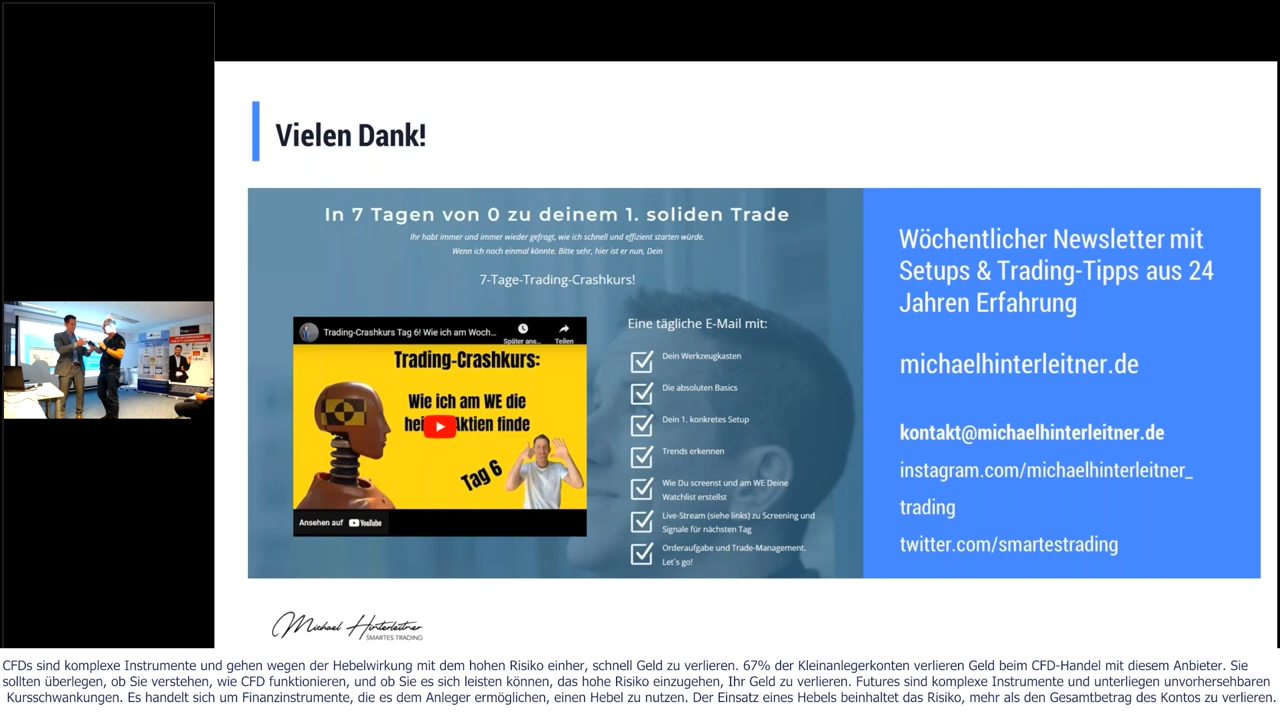 Vielen Dank!
In 7 Tagen von 0 zu deinem 1. soliden Trade
Ihr habt immer und immer wieder gefragt, wie ich schnell und effizient starten würde.
Wenn ich noch einmal könnte. Bitte sehr, hier ist er nun, Dein
7-Tage-Trading-Crashkurs!
Trading-Crashkurs Tag 6! Wie ich am Woch...
Später ans...
Teilen
Trading-Crashkurs:
Wie ich am WE die
Aktien finde
Tag 6
Ansehen auf YouTube
Eine tägliche E-Mail mit:
Dein Werkzeugkasten
Die absoluten Basics
Dein 1. konkretes Setup
Trends erkennen
Wie Du screenst und am WE Deine
Watchlist erstellst
Live-Stream (siehe links) zu Screening und
Signale für nächsten Tag
Orderaufgabe und Trade-Management.
Let's go!
Wöchentlicher Newsletter mit
Setups & Trading-Tipps aus 24
Jahren Erfahrung
michaelhinterleitner.de
kontakt@michaelhinterleitner.de
instagram.com/michaelhinterleitner_
trading
twitter.com/smartestrading
Michael Hinterleitner
SMARTES TRADING
CFDs sind komplexe Instrumente und gehen wegen der Hebelwirkung mit dem hohen Risiko einher, schnell Geld zu verlieren. 67% der Kleinanlegerkonten verlieren Geld beim CFD-Handel mit diesem Anbieter. Sie
sollten überlegen, ob Sie verstehen, wie CFD funktionieren, und ob Sie es sich leisten können, das hohe Risiko einzugehen, Ihr Geld zu verlieren. Futures sind komplexe Instrumente und unterliegen unvorhersehbaren
Kursschwankungen. Es handelt sich um Finanzinstrumente, die es dem Anleger ermöglichen, einen Hebel zu nutzen. Der Einsatz eines Hebels beinhaltet das Risiko, mehr als den Gesamtbetrag des Kontos zu verlieren.